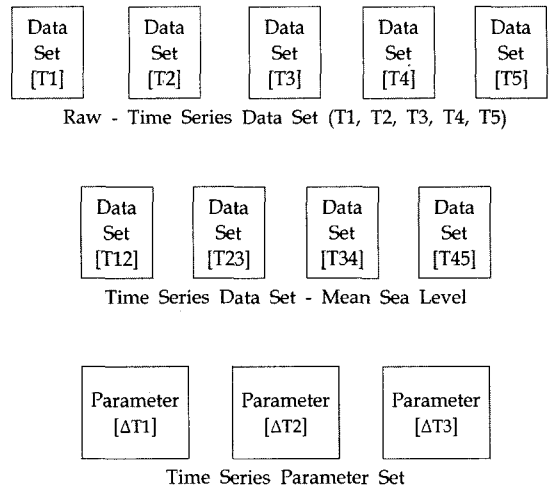 Data Data Data Data Data
Set Set Set Set Set
[T1] [T2] [T3] [T4] [T5]
Raw - Time Series Data Set (T1, T2, T3, T4, T5)
Data Data Data Data
Set Set Set Set
[T12] [T23] [T34] [T45]
Time Series Data Set - Mean Sea Level
Parameter Parameter Parameter
[ΔT1] [ΔT2] [ΔT3]
Time Series Parameter Set